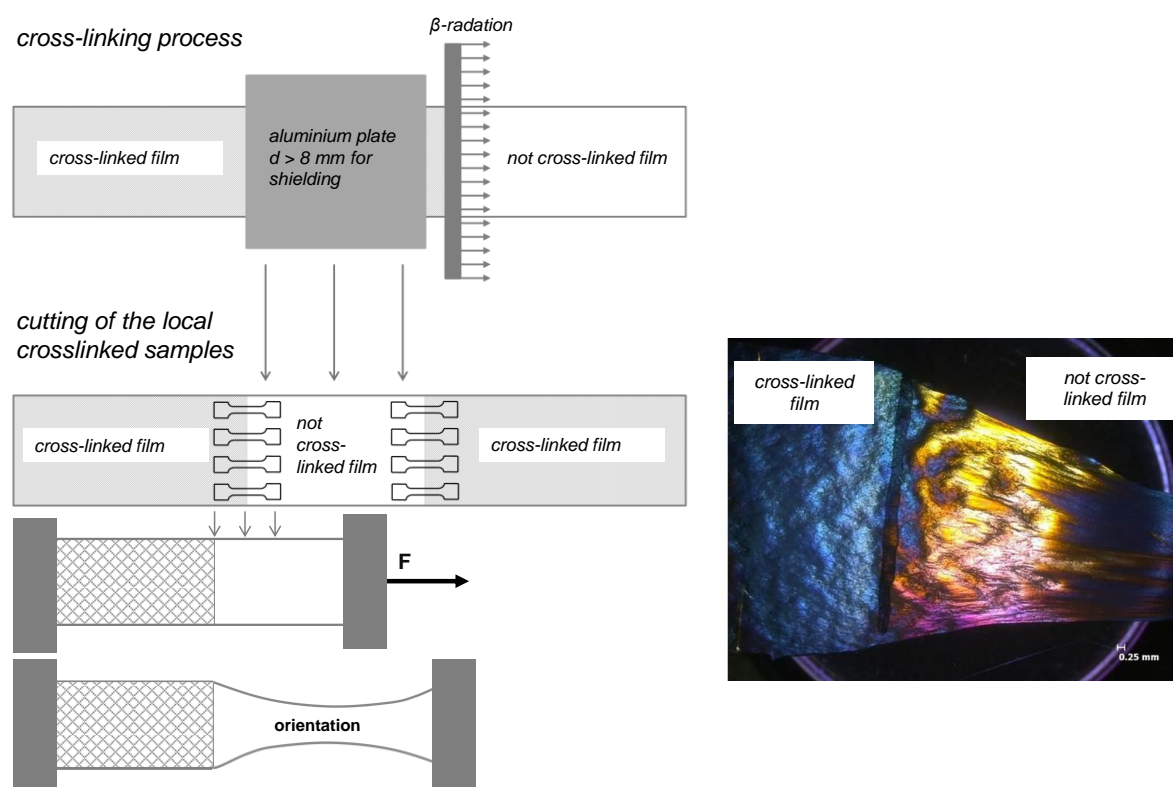 cross-linking process
β-radation
cross-linked film
aluminium plate
d > 8 mm for
shielding
not cross-linked film
cutting of the local
crosslinked samples
cross-linked film
not
cross-
linked film
cross-linked film
F
orientation
cross-linked
film
not cross-
linked film
0.25 mm